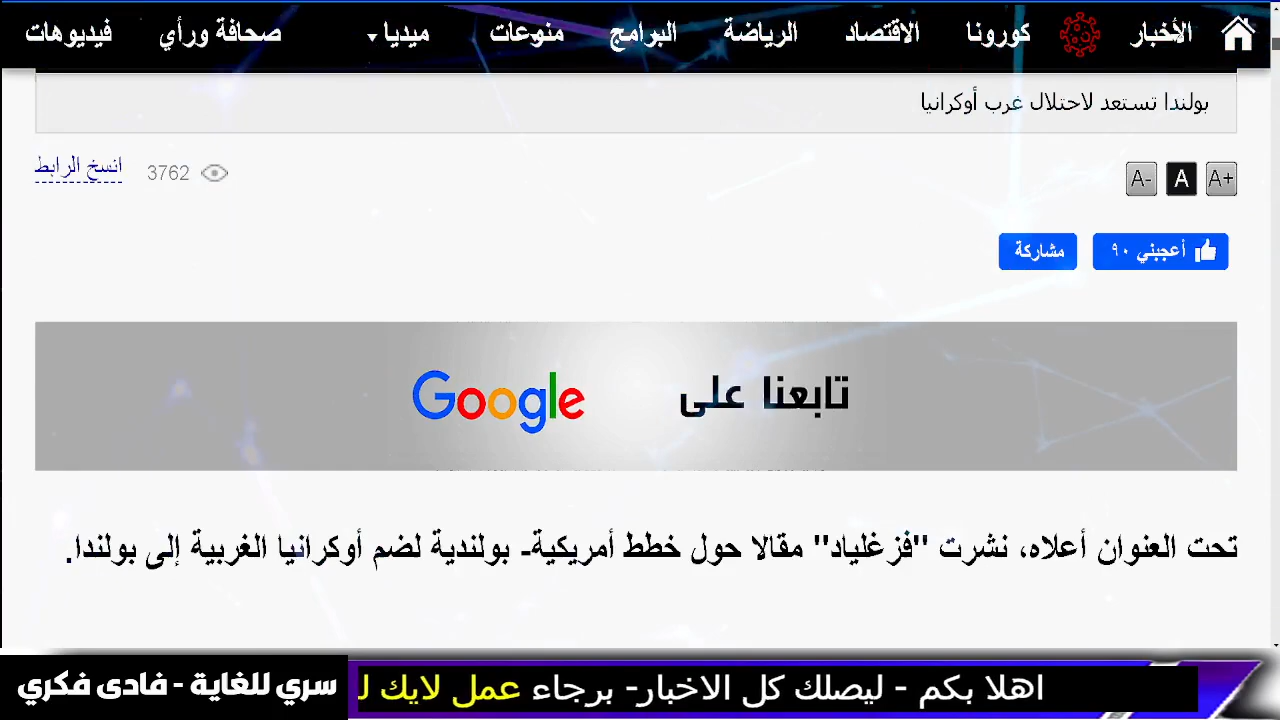 الأخبار كورونا الاقتصاد الرياضة البرامج منوعات ميديا صحافة ورأي فيديوهات
بولندا تستعد لاحتلال غرب أوكرانيا
A+ A A-
3762 انسخ الرابط
أعجبني ٩٠ مشاركة
تابعنا على Google
تحت العنوان أعلاه، نشرت "فزغلياد" مقالا حول خطط أمريكية- بولندية لضم أوكرانيا الغربية إلى بولندا.
اهلا بكم - ليصلك كل الاخبار- برجاء عمل لايك ل
سري للغاية - فادى فكري